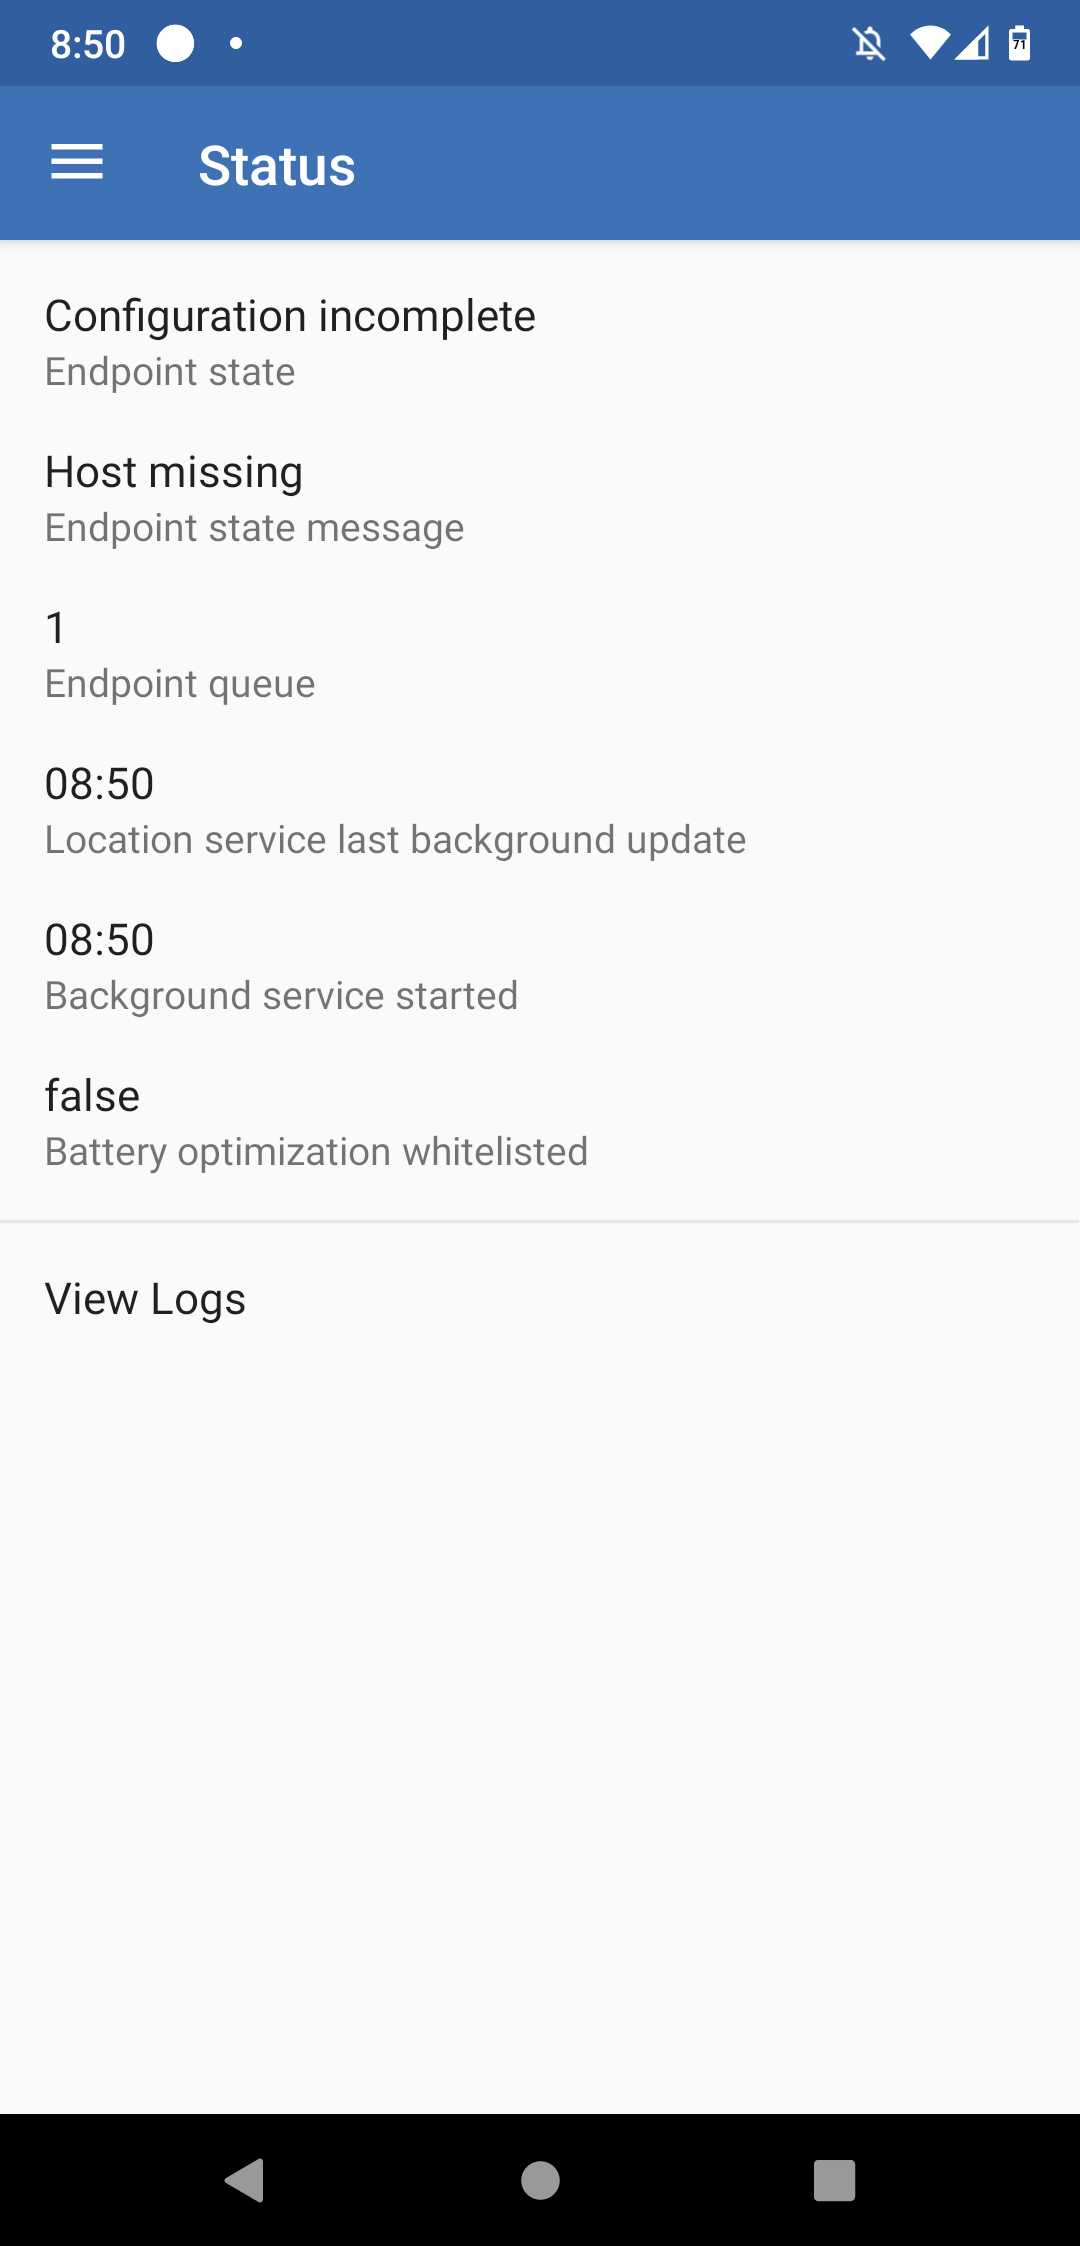 8:50
71
Status
Configuration incomplete
Endpoint state
Host missing
Endpoint state message
1
Endpoint queue
08:50
Location service last background update
08:50
Background service started
false
Battery optimization whitelisted
View Logs